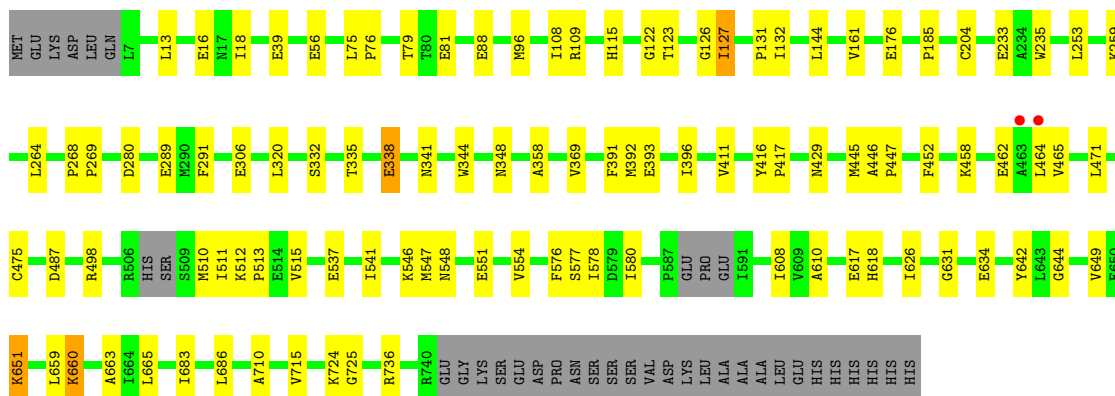 MET GLU LYS ASP LEU GLN L7 L13 E16 N17 I18 E39 E56 L75 P76 T79 T80 E81 E88 M96 I108 R109 H115 G122 T123 G126 I127 P131 I132 L144 V161 E176 P185 C204 E233 A234 W235 L253
L264 P268 P269 D280 E289 M290 F291 E306 L320 S332 T335 E338 N341 W344 N348 A358 V369 F391 M392 E393 I396 V411 Y416 P417 N429 M445 A446 P447 F452 K458 E462 A463 L464 V465 L471
C475 D487 R498 R506 HIS SER S509 M510 I511 K512 P513 E514 V515 E537 I541 K546 M547 N548 E551 V554 F576 S577 I578 D579 I580 P587 GLU PRO GLU I591 I608 V609 A610 E617 H618 I626 G631 E634 Y642 L643 G644 V649
K651 L659 K660 A663 I664 L665 I683 L686 A710 V715 K724 G725 R736 R740 GLU GLY LYS SER GLU ASP PRO ASN SER SER SER VAL ASP LYS LEU ALA ALA ALA LEU GLU HIS HIS HIS HIS HIS HIS